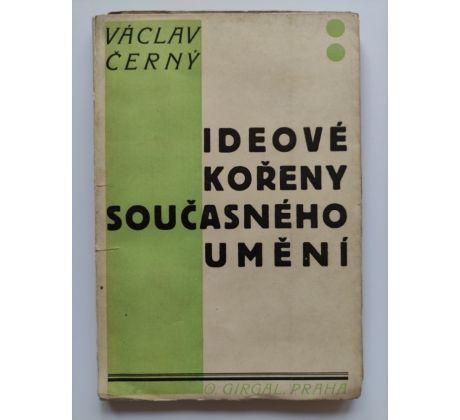 VÁCLAV
ČERNÝ
IDEOVÉ
KOŘENY
SOUČASNÉHO
UMĚNÍ
O. GIRGAL, PRAHA